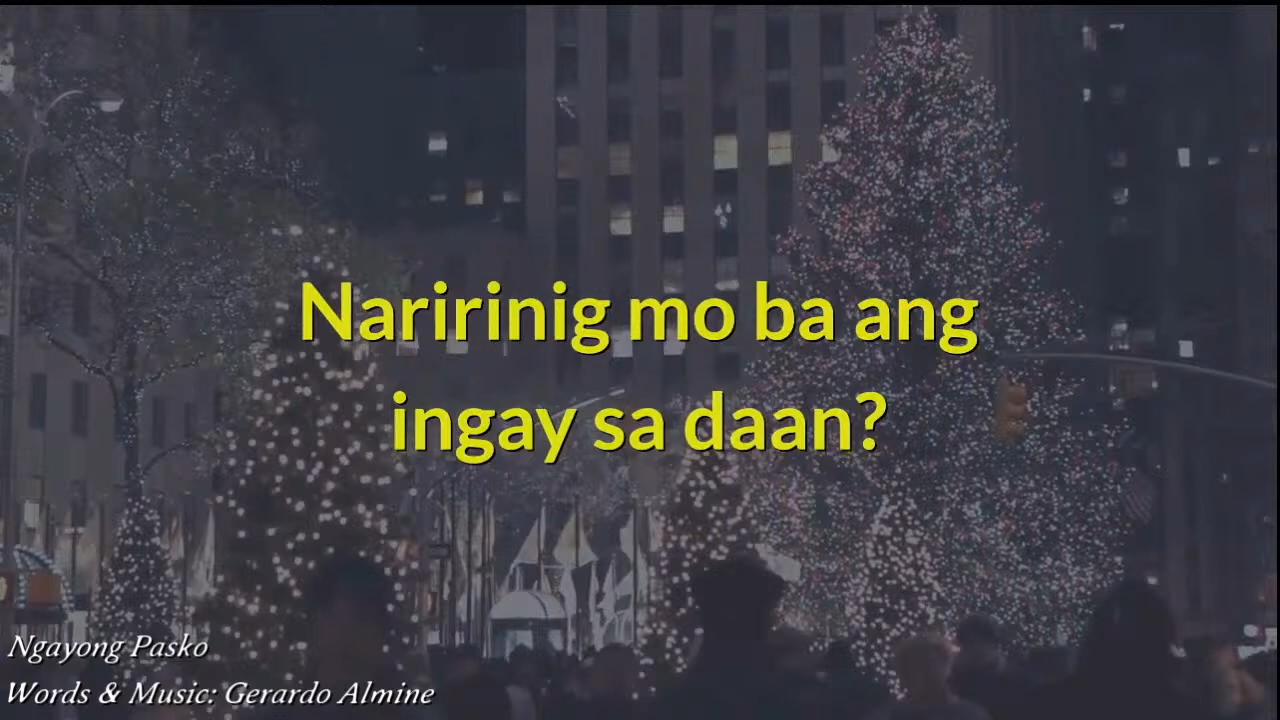 Naririnig mo ba ang
ingay sa daan?
Ngayong Pasko
Words & Music: Gerardo Almine